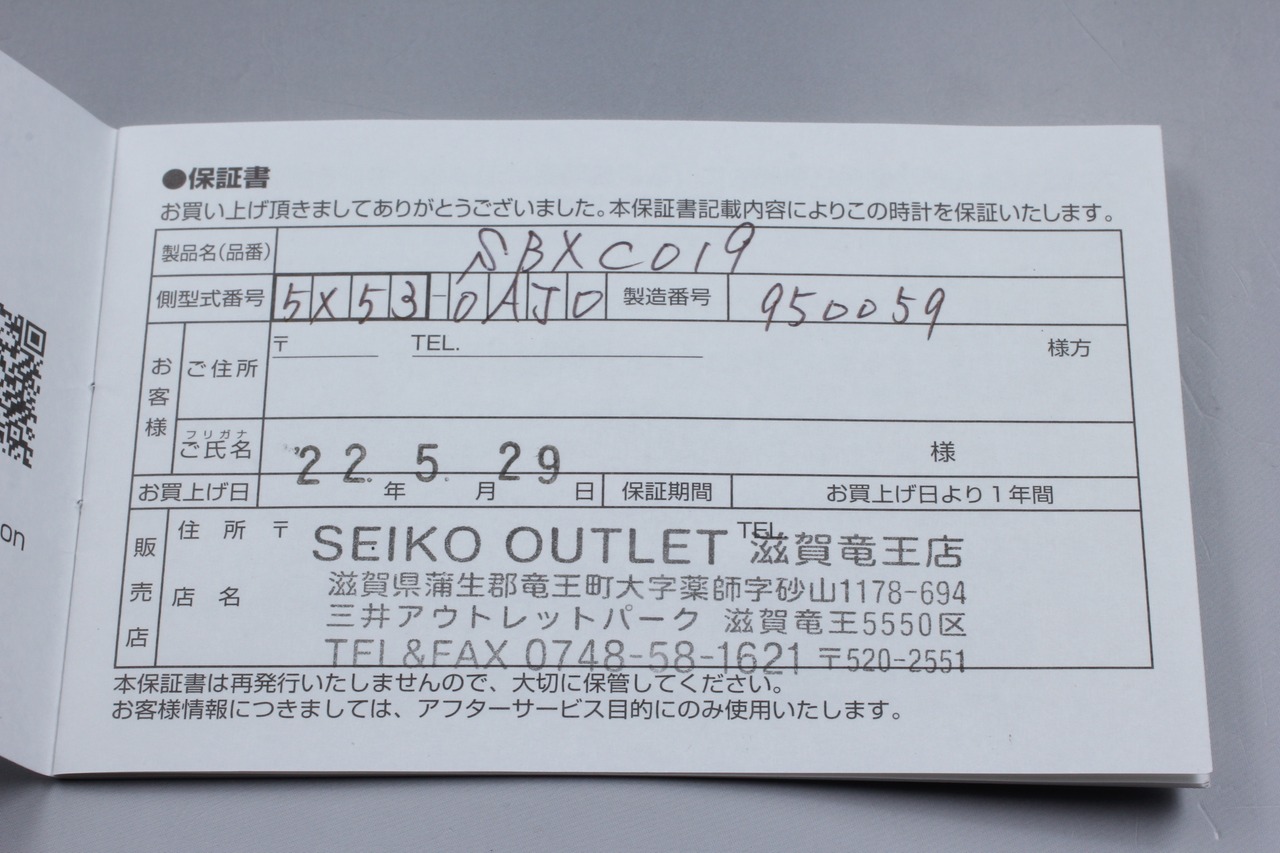 ●保証書
お買い上げ頂きましてありがとうございました。本保証書記載内容によりこの時計を保証いたします。
製品名(品番) SBXC019
側型式番号 5X53-0AJ0 製造番号 950059
お客様 ご住所 〒 TEL. 様方
フリガナ
ご氏名 様
お買上げ日 '22年 5月 29日 保証期間 お買上げ日より1年間
販売店 住所 〒 TEL
店名
SEIKO OUTLET 滋賀竜王店
滋賀県蒲生郡竜王町大字薬師字砂山1178-694
三井アウトレットパーク 滋賀竜王5550区
TEL&FAX 0748-58-1621 〒520-2551
本保証書は再発行いたしませんので、大切に保管してください。
お客様情報につきましては、アフターサービス目的にのみ使用いたします。
on